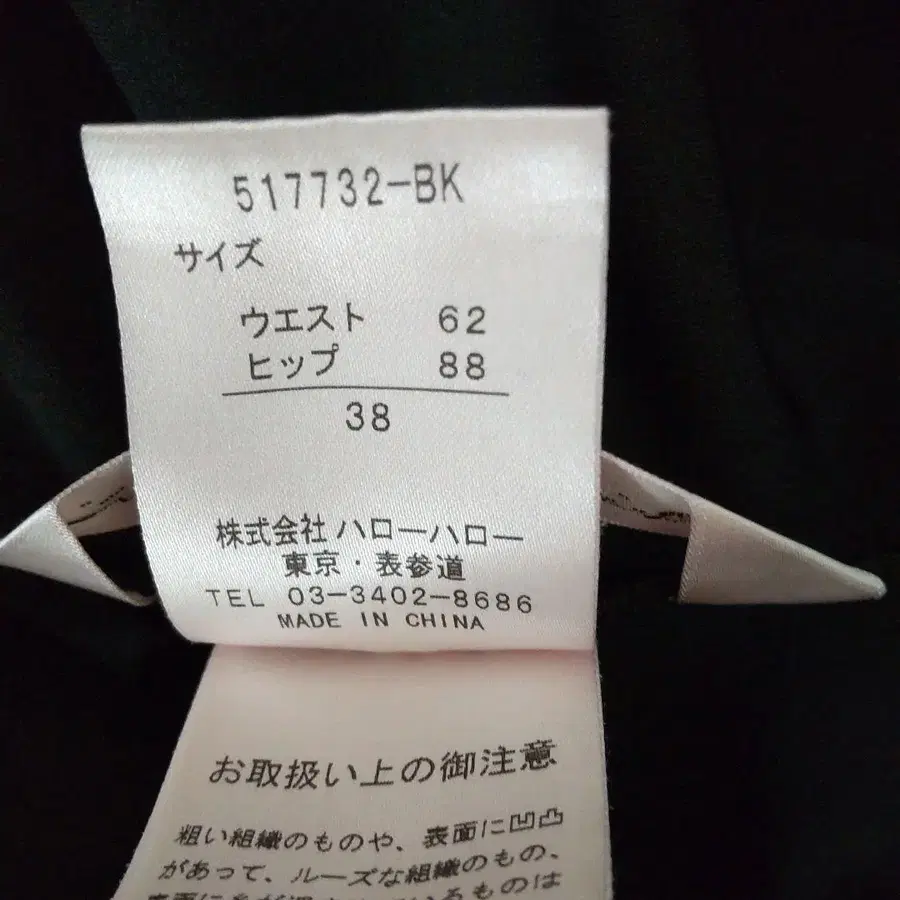 517732-BK
サイズ
ウエスト 62
ヒップ 88
38
株式会社 ハローハロー
東京・表参道
TEL 03-3402-8686
MADE IN CHINA
お取扱い上の御注意
粗い組織のものや、表面に凹凸
があって、ルーズな組織のもの、
ものは